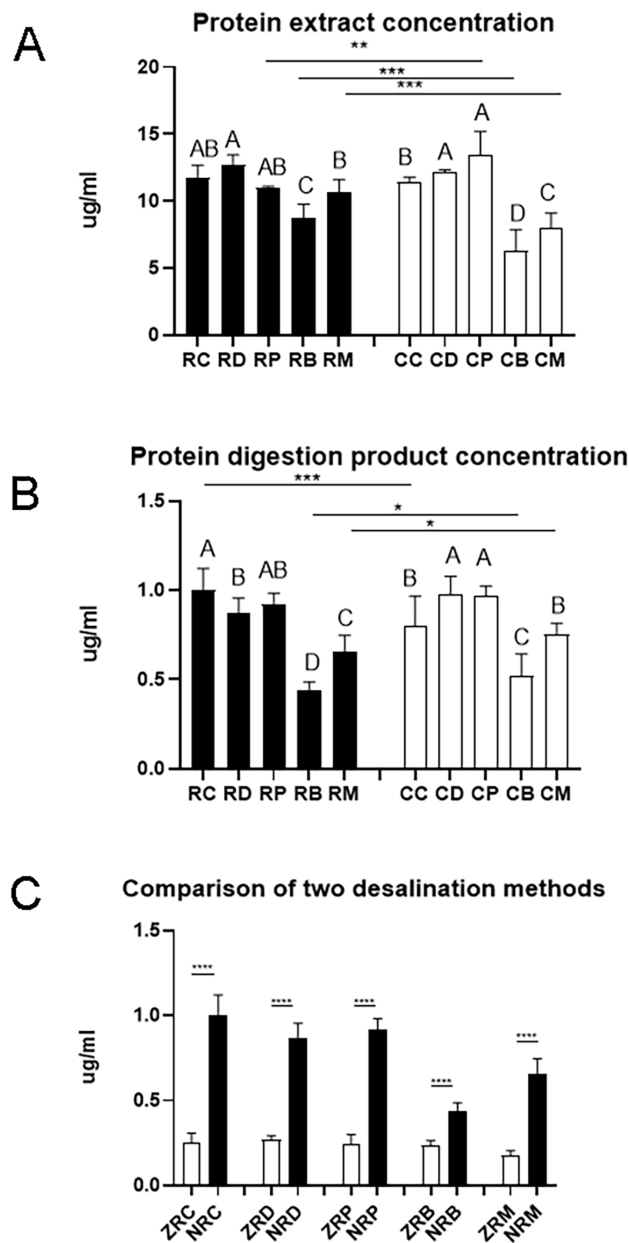 A
Protein extract concentration
**
***
***
20
15
10
5
0
ug/ml
AB A AB C B B A A D C
RC RD RP RB RM CC CD CP CB CM
B
Protein digestion product concentration
***
*
*
1.5
1.0
0.5
0.0
ug/ml
A B AB D C B A A C B
RC RD RP RB RM CC CD CP CB CM
C
Comparison of two desalination methods
1.5
1.0
0.5
0.0
ug/ml
**** **** **** **** ****
ZRC NRC ZRD NRD ZRP NRP ZRB NRB ZRM NRM